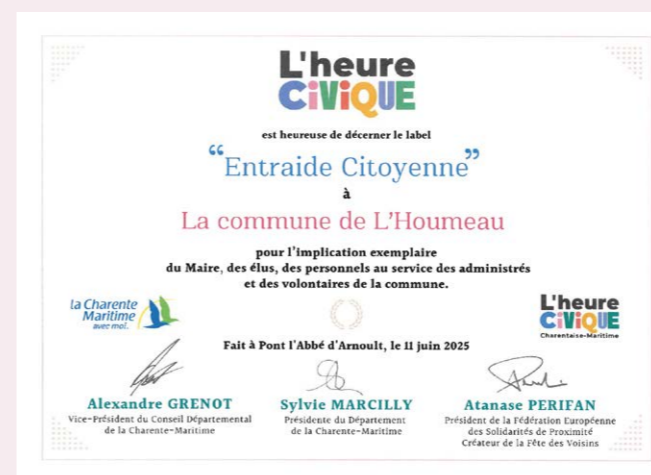 L'heure
CiViQUE
est heureuse de décerner le label
“Entraide Citoyenne”
à
La commune de L'Houmeau
pour l'implication exemplaire
du Maire, des élus, des personnels au service des administrés
et des volontaires de la commune.
la Charente
Maritime
avec moi.
L'heure
CiViQUE
Charentaise-Maritime
Fait à Pont l'Abbé d'Arnoult, le 11 juin 2025
Alexandre GRENOT
Vice-Président du Conseil Départemental
de la Charente-Maritime
Sylvie MARCILLY
Présidente du Département
de la Charente-Maritime
Atanase PERIFAN
Président de la Fédération Européenne
des Solidarités de Proximité
Créateur de la Fête des Voisins